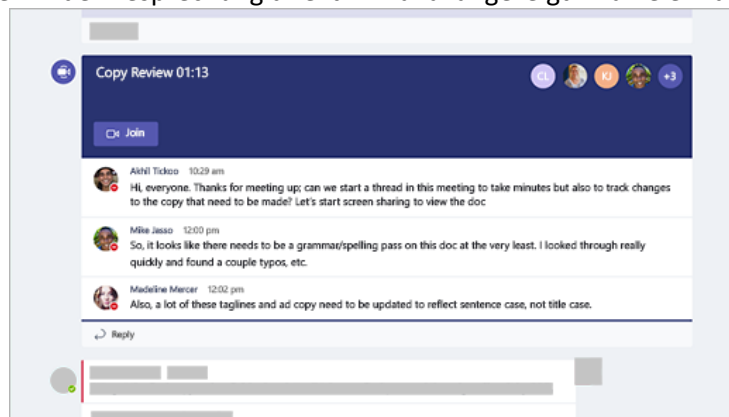 Copy Review 01:13
CL
KJ
+3
Join
Akhil Tickoo 10:29 am
Hi, everyone. Thanks for meeting up; can we start a thread in this meeting to take minutes but also to track changes
to the copy that need to be made? Let's start screen sharing to view the doc
Mike Jasso 12:00 pm
So, it looks like there needs to be a grammar/spelling pass on this doc at the very least. I looked through really
quickly and found a couple typos, etc.
Madeline Mercer 12:02 pm
Also, a lot of these taglines and ad copy need to be updated to reflect sentence case, not title case.
Reply